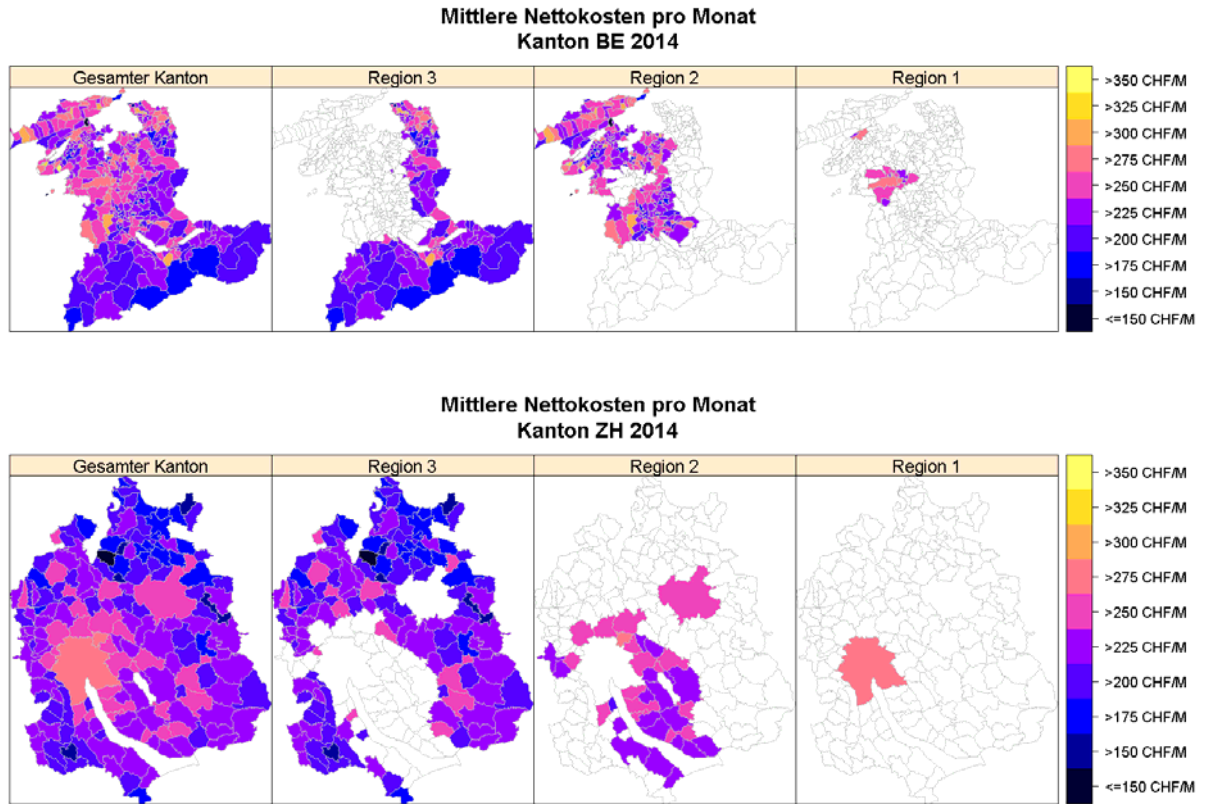 Mittlere Nettokosten pro Monat
Kanton BE 2014
Gesamter Kanton
Region 3
Region 2
Region 1
>350 CHF/M
>325 CHF/M
>300 CHF/M
>275 CHF/M
>250 CHF/M
>225 CHF/M
>200 CHF/M
>175 CHF/M
>150 CHF/M
<=150 CHF/M
Mittlere Nettokosten pro Monat
Kanton ZH 2014
Gesamter Kanton
Region 3
Region 2
Region 1
>350 CHF/M
>325 CHF/M
>300 CHF/M
>275 CHF/M
>250 CHF/M
>225 CHF/M
>200 CHF/M
>175 CHF/M
>150 CHF/M
<=150 CHF/M